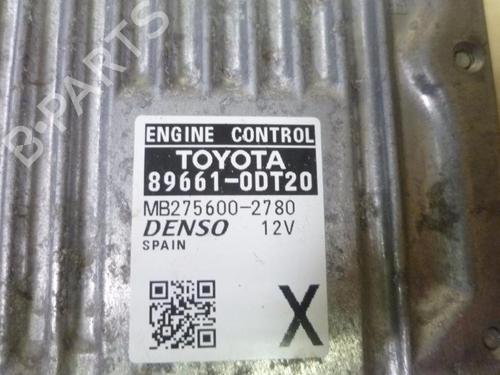 B-PARTS
ENGINE CONTROL
TOYOTA
89661-0DT20
MB275600-2780
DENSO 12V
SPAIN
X